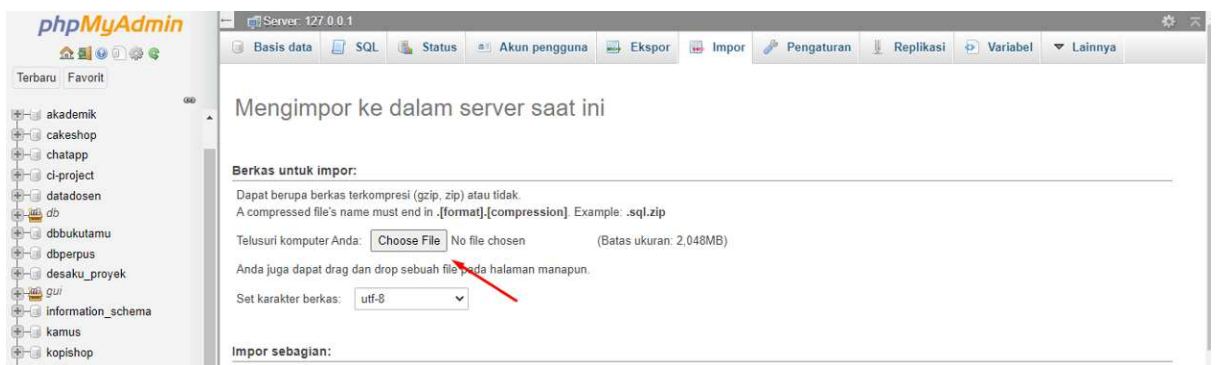 phpMyAdmin
Terbaru Favorit
akademik
cakeshop
chatapp
ci-project
datadosen
db
dbbukutamu
dbperpus
desaku_proyek
gui
information_schema
kamus
kopishop
Server: 127.0.0.1
Basis data SQL Status Akun pengguna Ekspor Impor Pengaturan Replikasi Variabel Lainnya
Mengimpor ke dalam server saat ini
Berkas untuk impor:
Dapat berupa berkas terkompresi (gzip, zip) atau tidak.
A compressed file's name must end in .[format].[compression]. Example: .sql.zip
Telusuri komputer Anda: Choose File No file chosen (Batas ukuran: 2,048MB)
Anda juga dapat drag dan drop sebuah file pada halaman manapun.
Set karakter berkas: utf-8
Impor sebagian: